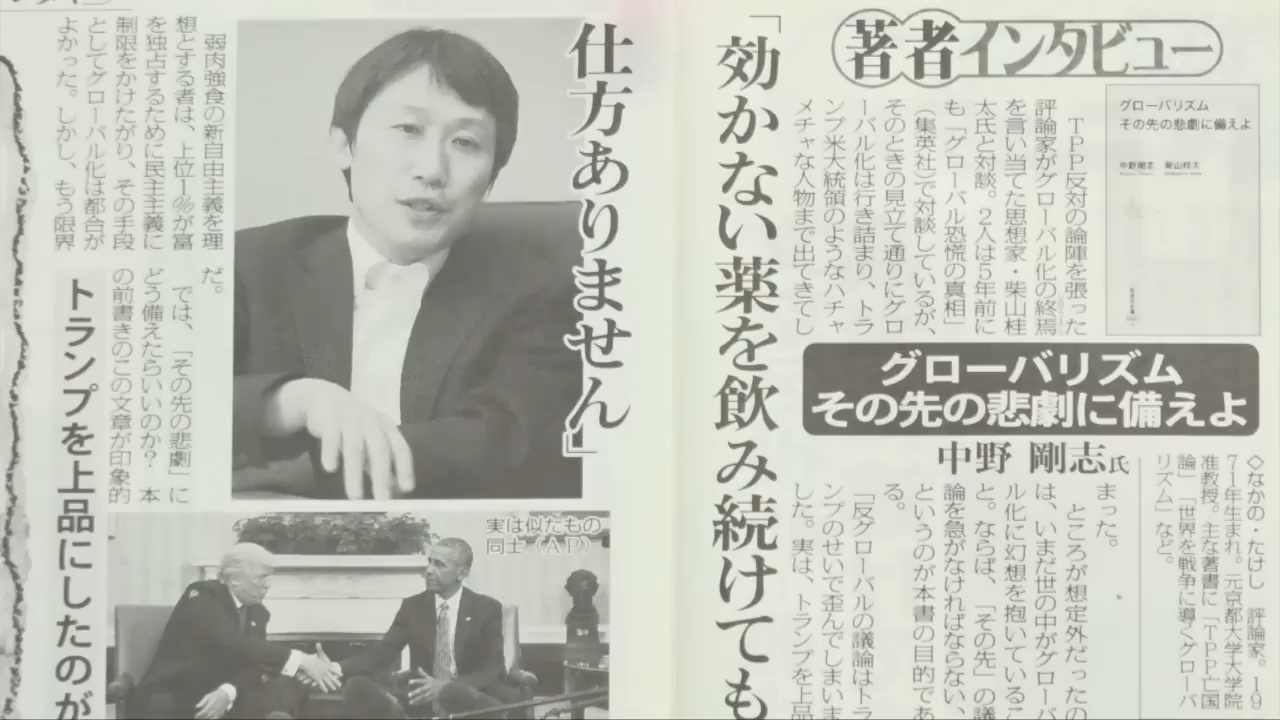 著者インタビュー
グローバリズム
その先の悲劇に備えよ
中野剛志 柴山桂太
グローバリズム
その先の悲劇に備えよ
中野 剛志氏
◇なかの・たけし 評論家。19
71年生まれ。元京都大学大学院
准教授。主な著書に「TPP亡国
論」「世界を戦争に導くグローバ
リズム」など。
TPP反対の論陣を張った
評論家がグローバル化の終焉
を言い当てた思想家・柴山桂
太氏と対談。2人は5年前に
も「グローバル恐慌の真相」
(集英社)で対談しているが、
そのときの見立て通りにグロ
ーバル化は行き詰まり、トラ
ンプ米大統領のようなハチャ
メチャな人物まで出てきてし
まった。
ところが想定外だったの
は、いまだ世の中がグローバ
ル化に幻想を抱いているこ
と。ならば、「その先」の議
論を急がなければならない、
というのが本書の目的であ
る。
「反グローバルの議論はトラ
ンプのせいで歪んでしまいま
した。実は、トランプを上品
「効かない薬を飲み続けても
仕方ありません」
実は似たもの
同士(AP)
弱肉強食の新自由主義を理
想とする者は、上位1%が富
を独占するために民主主義に
制限をかけたがり、その手段
としてグローバル化は都合が
よかった。しかし、もう限界
だ。
では、「その先の悲劇」に
どう備えたらいいのか? 本
の前書きのこの文章が印象的
トランプを上品にしたのが